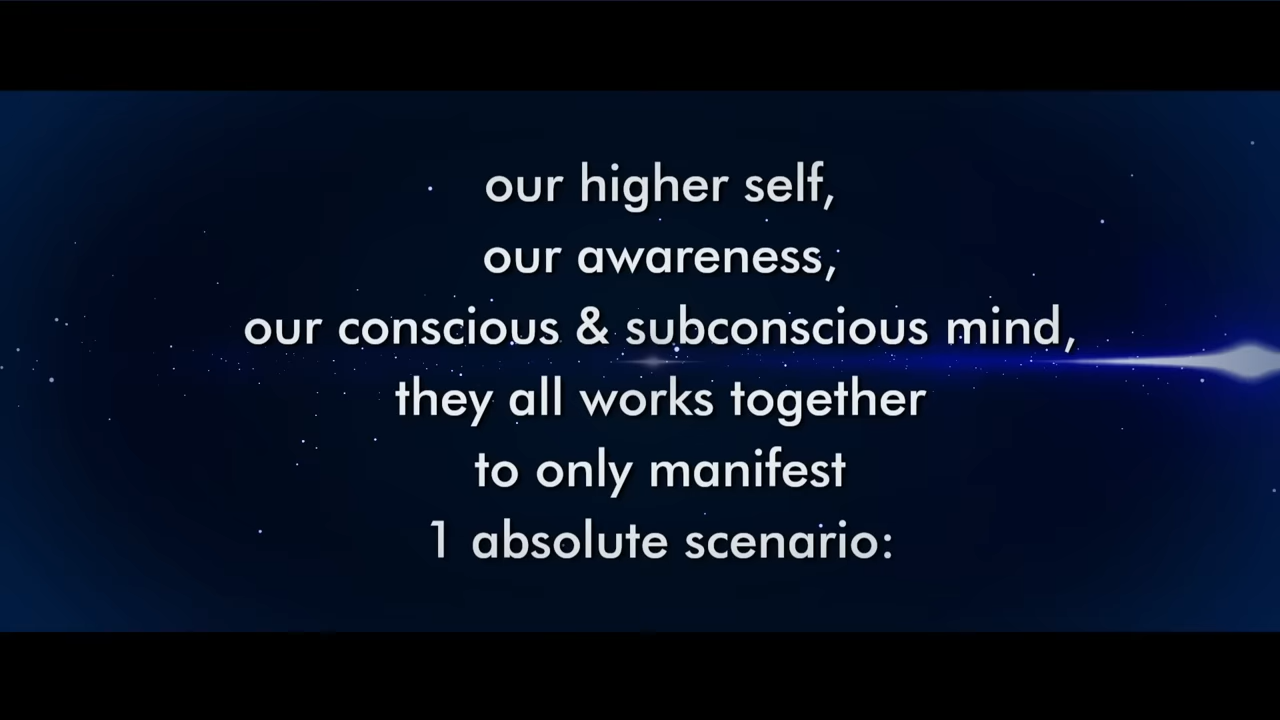 our higher self,
our awareness,
our conscious & subconscious mind,
they all works together
to only manifest
1 absolute scenario: